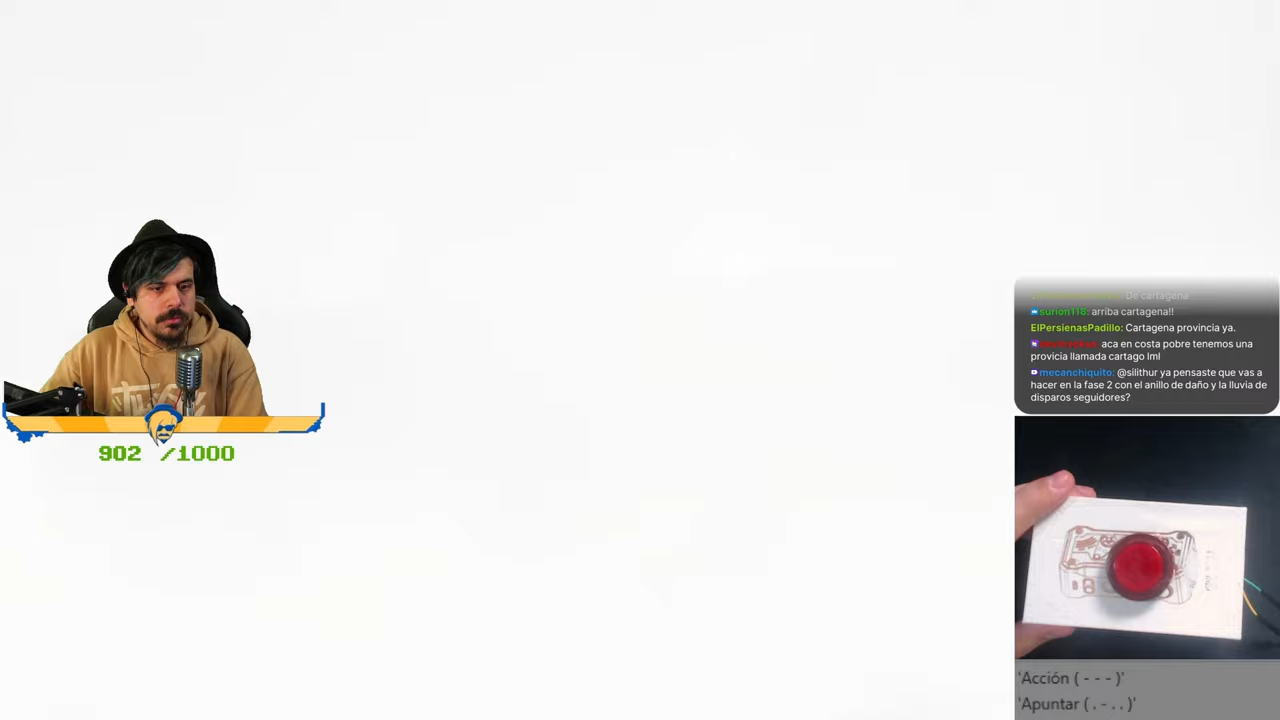 De cartagena
surion118: arriba cartagena!!
ElPersienasPadillo: Cartagena provincia ya.
aca en costa pobre tenemos una
provicia llamada cartago lml
mecanchiquito: @silithur ya pensaste que vas a
hacer en la fase 2 con el anillo de daño y la lluvia de
disparos seguidores?
902 /1000
'Acción ( - - - )'
'Apuntar ( . - . . )'